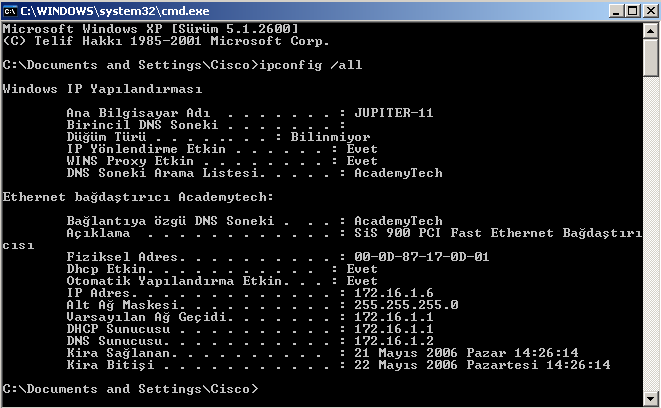 C:\WINDOWS\system32\cmd.exe
Microsoft Windows XP [Sürüm 5.1.2600]
(C) Telif Hakkı 1985-2001 Microsoft Corp.
C:\Documents and Settings\Cisco>ipconfig /all
Windows IP Yapılandırması
Ana Bilgisayar Adı . . . . . . . : JUPITER-11
Birincil DNS Soneki . . . . . . :
Düğüm Türü . . . . . . . . : Bilinmiyor
IP Yönlendirme Etkin . . . . . . : Evet
WINS Proxy Etkin . . . . . . . . : Evet
DNS Soneki Arama Listesi. . . . . : AcademyTech
Ethernet bağdaştırıcı Academytech:
Bağlantıya özgü DNS Soneki . . . : AcademyTech
Açıklama . . . . . . . . . . . . : SiS 900 PCI Fast Ethernet Bağdaştırı
cısı
Fiziksel Adres. . . . . . . . . . : 00-0D-87-17-0D-01
Dhcp Etkin. . . . . . . . . . . : Evet
Otomatik Yapılandırma Etkin. . . : Evet
IP Adres. . . . . . . . . . . . . : 172.16.1.6
Alt Ağ Maskesi. . . . . . . . . . : 255.255.255.0
Varsayılan Ağ Geçidi. . . . . . . : 172.16.1.1
DHCP Sunucusu . . . . . . . . . . : 172.16.1.1
DNS Sunucusu. . . . . . . . . . . : 172.16.1.2
Kira Sağlanan. . . . . . . . . . . : 21 Mayıs 2006 Pazar 14:26:14
Kira Bitişi . . . . . . . . . . . : 22 Mayıs 2006 Pazartesi 14:26:14
C:\Documents and Settings\Cisco>